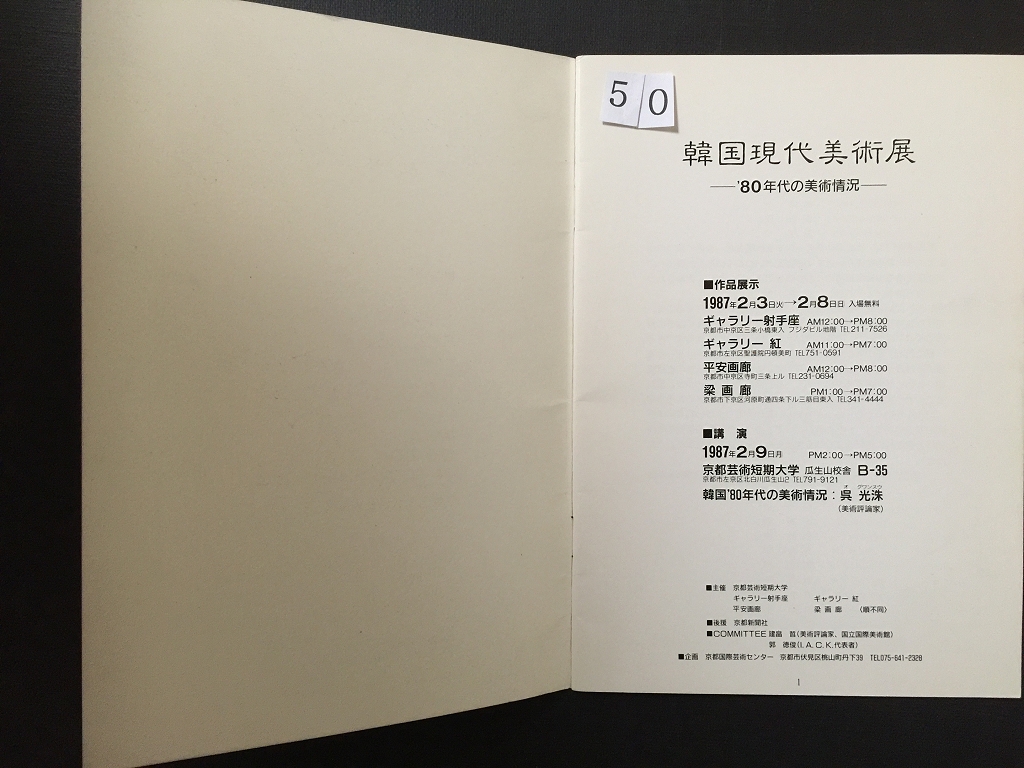 50
韓国現代美術展
——'80年代の美術情況——
■作品展示
1987年2月3日火→2月8日日 入場無料
ギャラリー射手座 AM12:00→PM8:00
京都市中京区三条小橋東入 フジタビル地階 TEL211-7526
ギャラリー 紅 AM11:00→PM7:00
京都市左京区聖護院円頓美町 TEL751-0591
平安画廊 AM12:00→PM8:00
京都市中京区寺町三条上ル TEL231-0694
梁画廊 PM1:00→PM7:00
京都市下京区河原町通四条下ル三筋目東入 TEL341-4444
■講 演
1987年2月9日月 PM2:00→PM5:00
京都芸術短期大学 瓜生山校舎 B-35
京都市左京区北白川瓜生山2 TEL791-9121
オ グワンスウ
韓国'80年代の美術情況：呉 光洙
(美術評論家)
■主催 京都芸術短期大学
ギャラリー射手座 ギャラリー 紅
平安画廊 梁画廊 (順不同)
■後援 京都新聞社
■COMMITTEE 建畠 晢(美術評論家、国立国際美術館)
郭 徳俊(I.A.C.K.代表者)
■企画 京都国際芸術センター 京都市伏見区桃山町丹下39 TEL075-641-2328
1